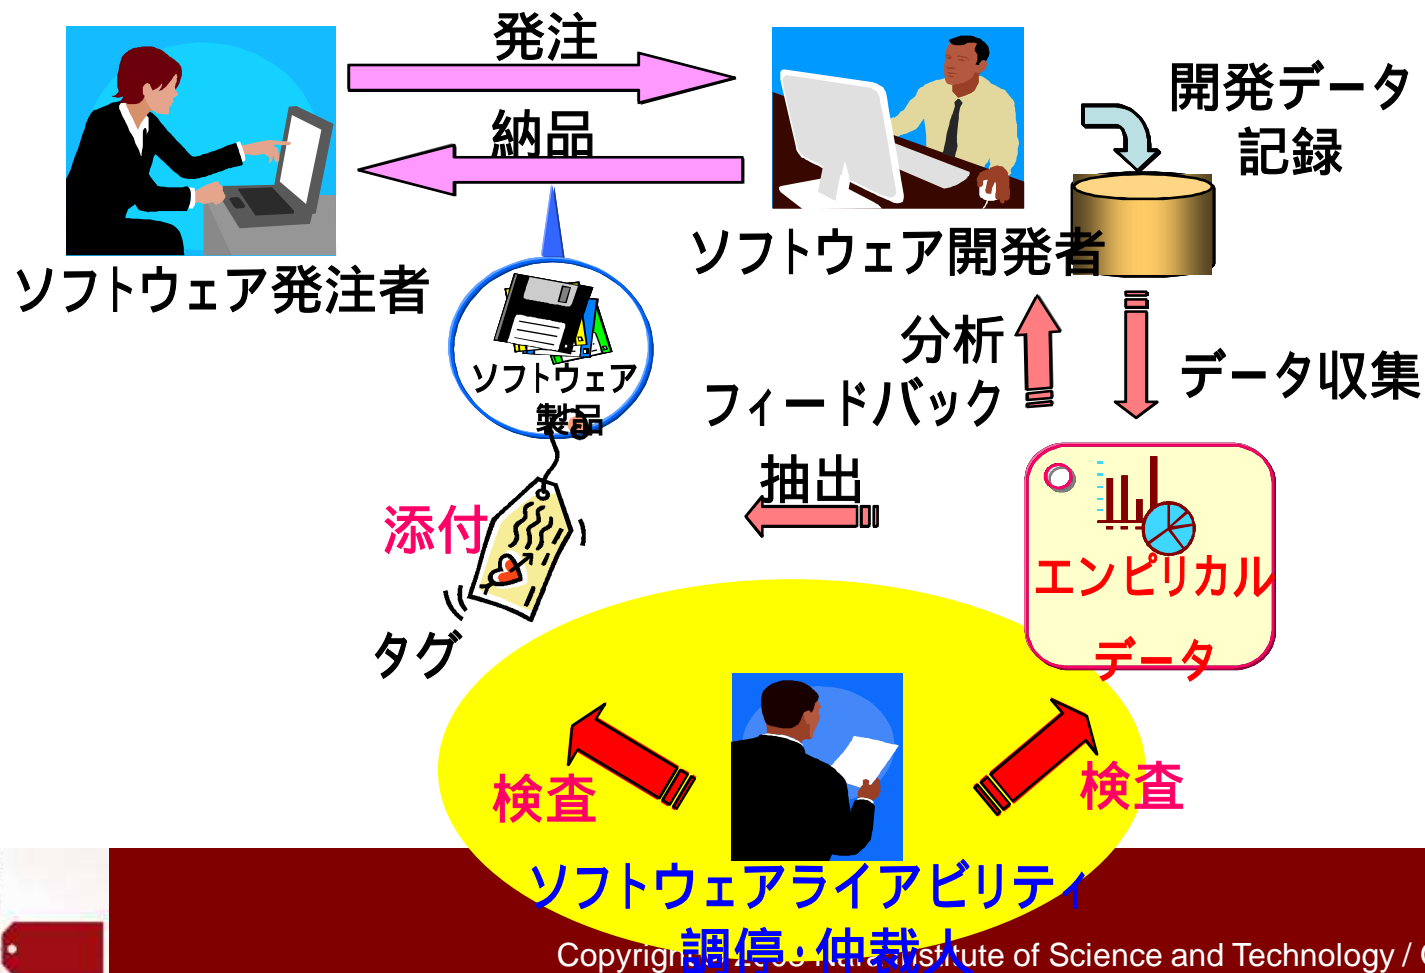 発注
納品
ソフトウェア発注者
ソフトウェア開発者
開発データ
記録
ソフトウェア
製品
分析
フィードバック
データ収集
抽出
添付
タグ
エンピリカル
データ
検査
検査
ソフトウェアライアビリティ
調停・仲裁人
of Science and Technology /